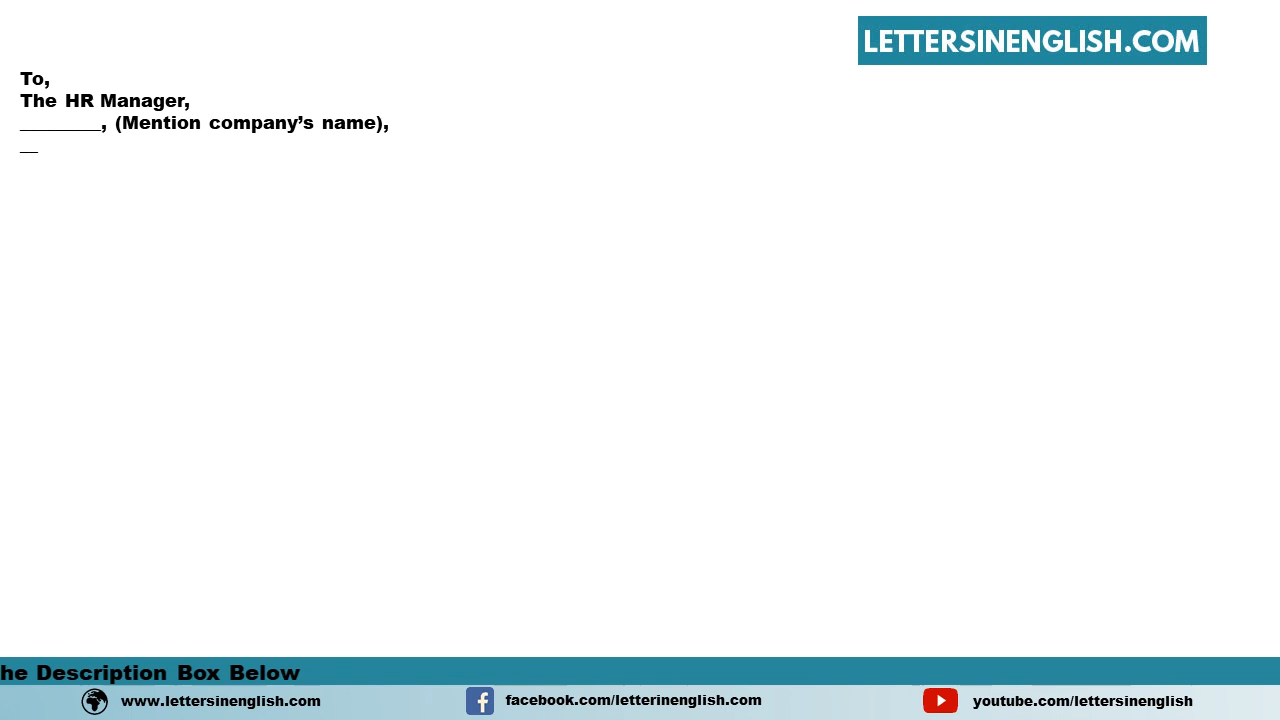 LETTERSINENGLISH.COM
To,
The HR Manager,
_________, (Mention company’s name),
__
he Description Box Below
www.lettersinenglish.com
facebook.com/letterinenglish.com
youtube.com/lettersinenglish